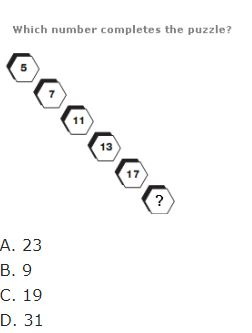 Which number completes the puzzle?
5
7
11
13
17
?
A. 23
B. 9
C. 19
D. 31